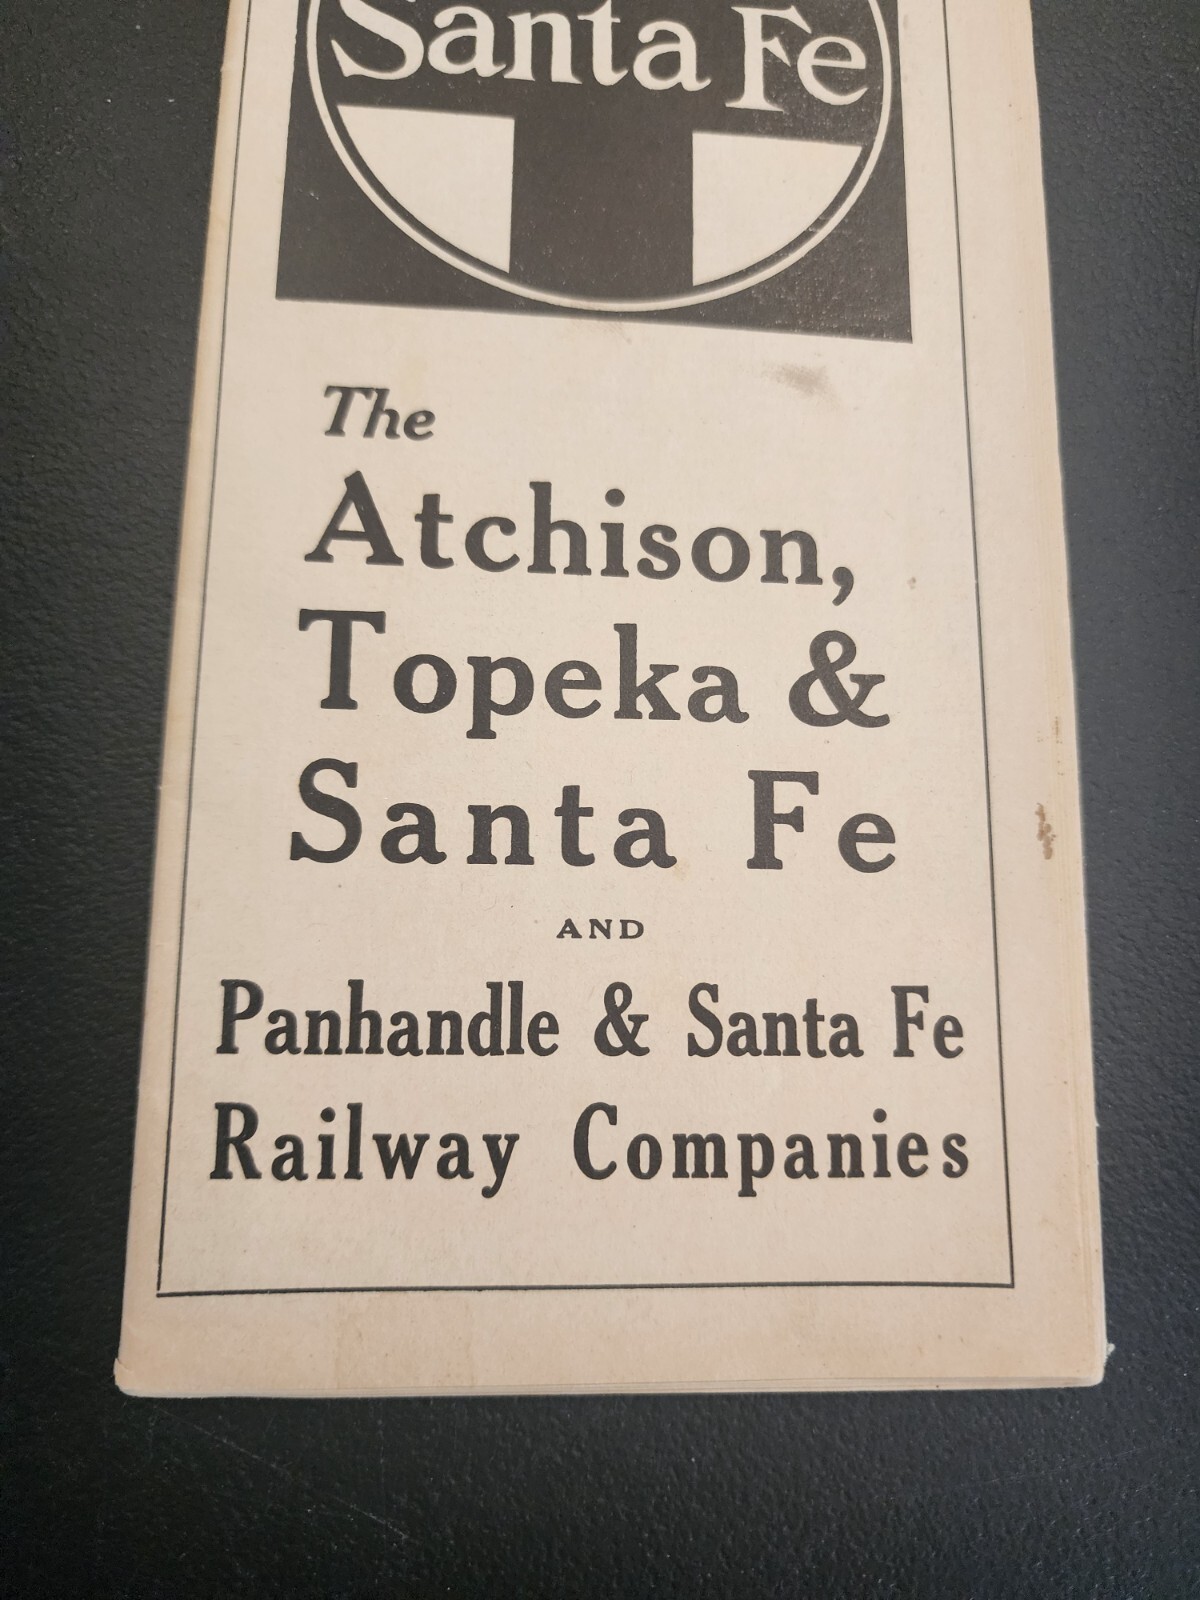 Santa Fe
The
Atchison,
Topeka &
Santa Fe
AND
Panhandle & Santa Fe
Railway Companies